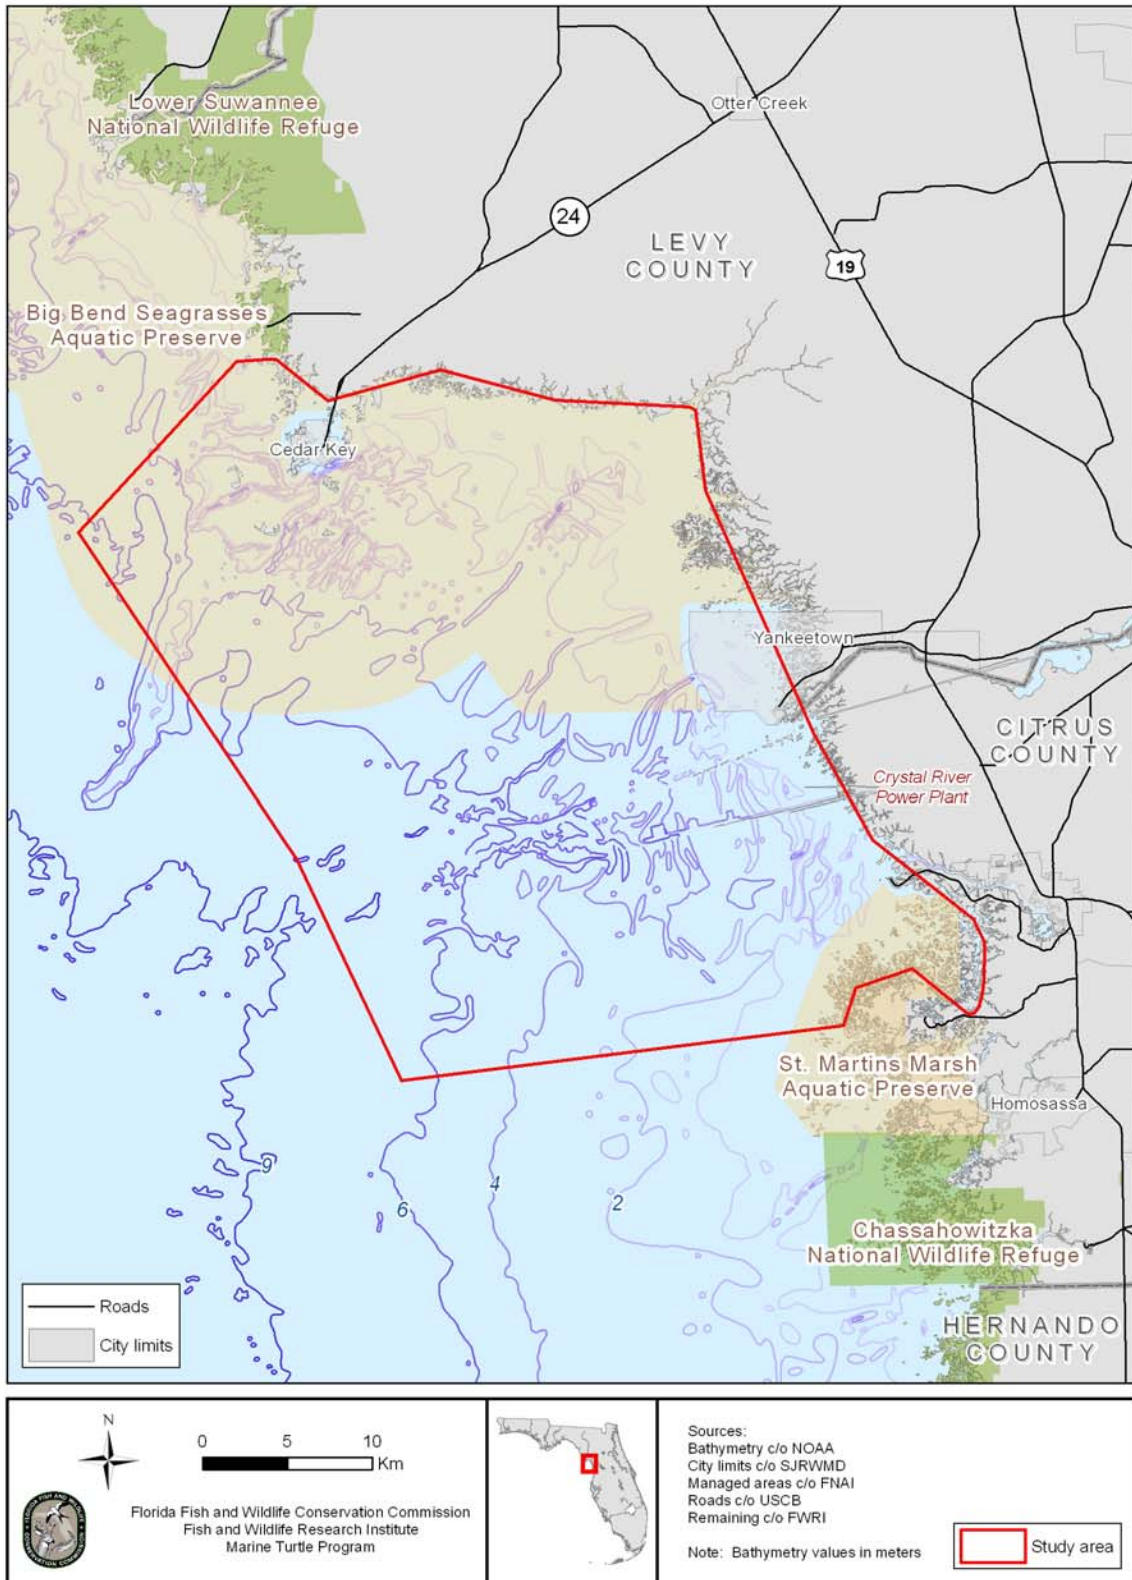 Lower Suwannee
National Wildlife Refuge
Otter Creek
24
LEVY
COUNTY
19
Big Bend Seagrasses
Aquatic Preserve
Cedar Key
Yankeetown
CITRUS
COUNTY
Crystal River
Power Plant
St. Martins Marsh
Aquatic Preserve
Homosassa
9
6
4
2
Chassahowitzka
National Wildlife Refuge
HERNANDO
COUNTY
Roads
City limits
N
0 5 10
Km
Florida Fish and Wildlife Conservation Commission
Fish and Wildlife Research Institute
Marine Turtle Program
Sources:
Bathymetry c/o NOAA
City limits c/o SJRWMD
Managed areas c/o FNAI
Roads c/o USCB
Remaining c/o FWRI
Note: Bathymetry values in meters
Study area